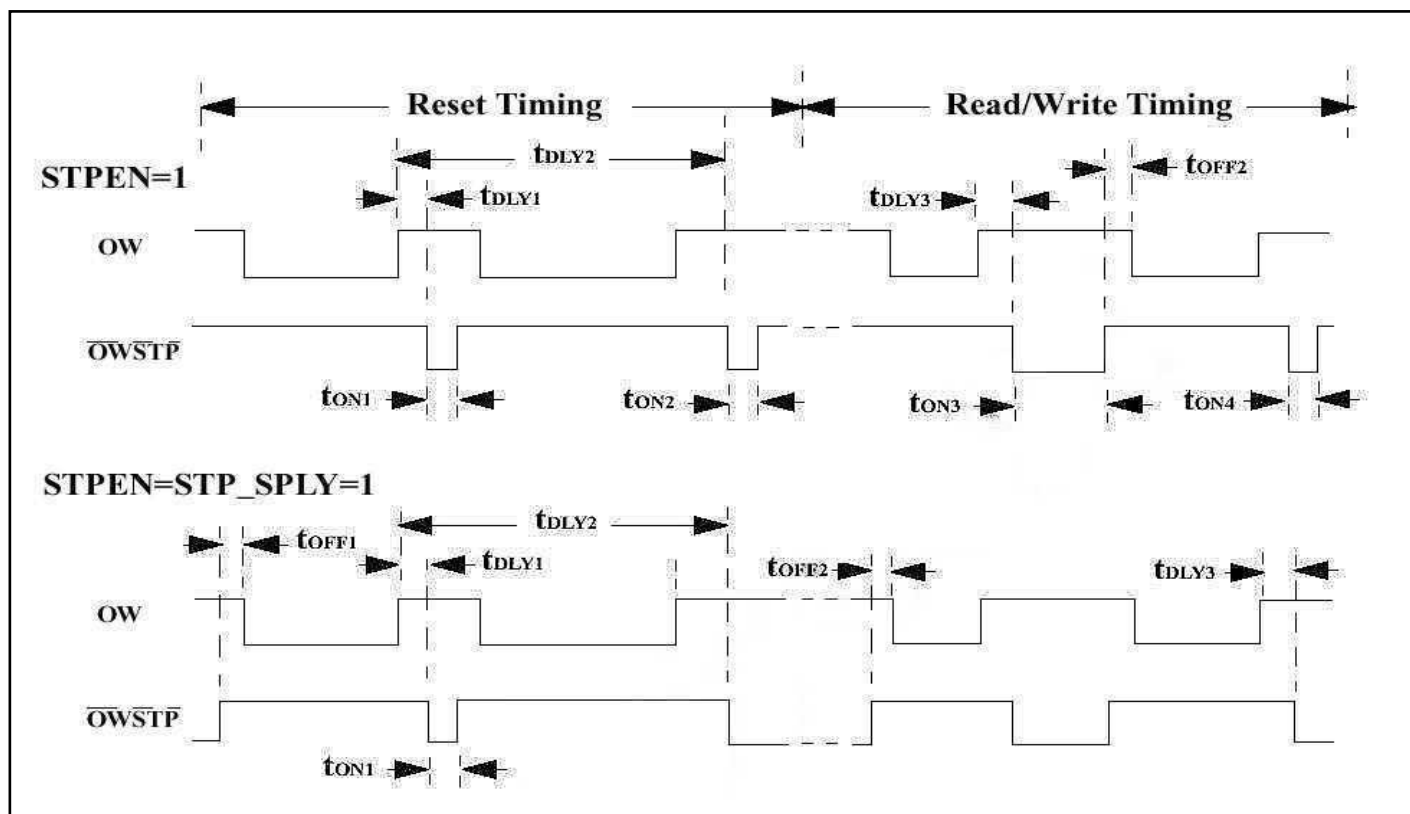 Reset Timing Read/Write Timing
tDLY2
STPEN=1 tOFF2
tDLY1 tDLY3
OW
OWSTP
tON1 tON2 tON3 tON4
STPEN=STP_SPLY=1
tDLY2
tOFF1 tDLY1 tOFF2 tDLY3
OW
OWSTP
tON1